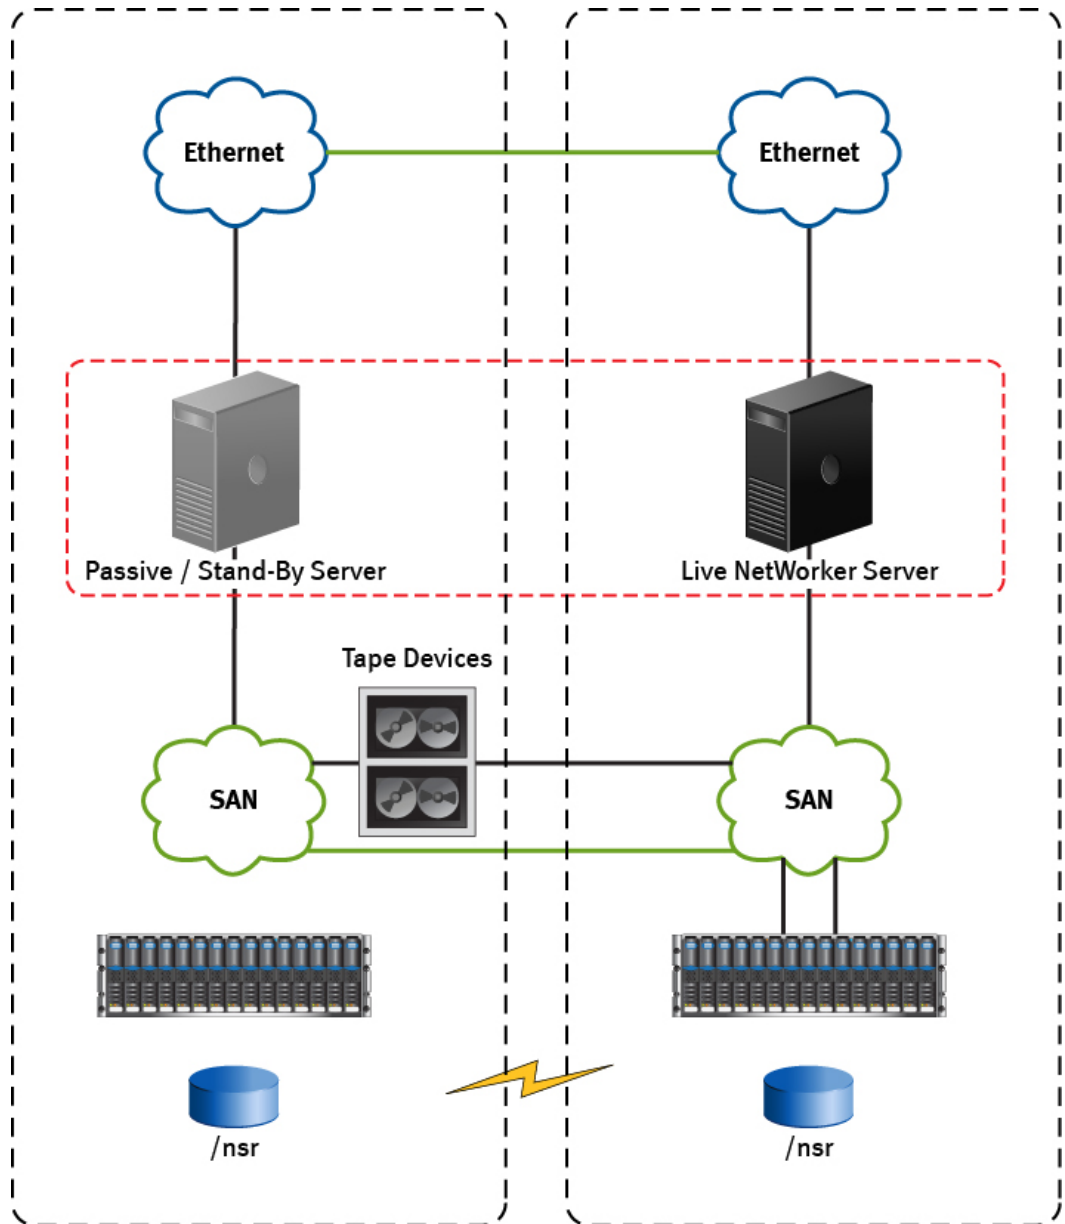 Ethernet
Ethernet
Passive / Stand-By Server
Live NetWorker Server
Tape Devices
SAN
SAN
/nsr
/nsr